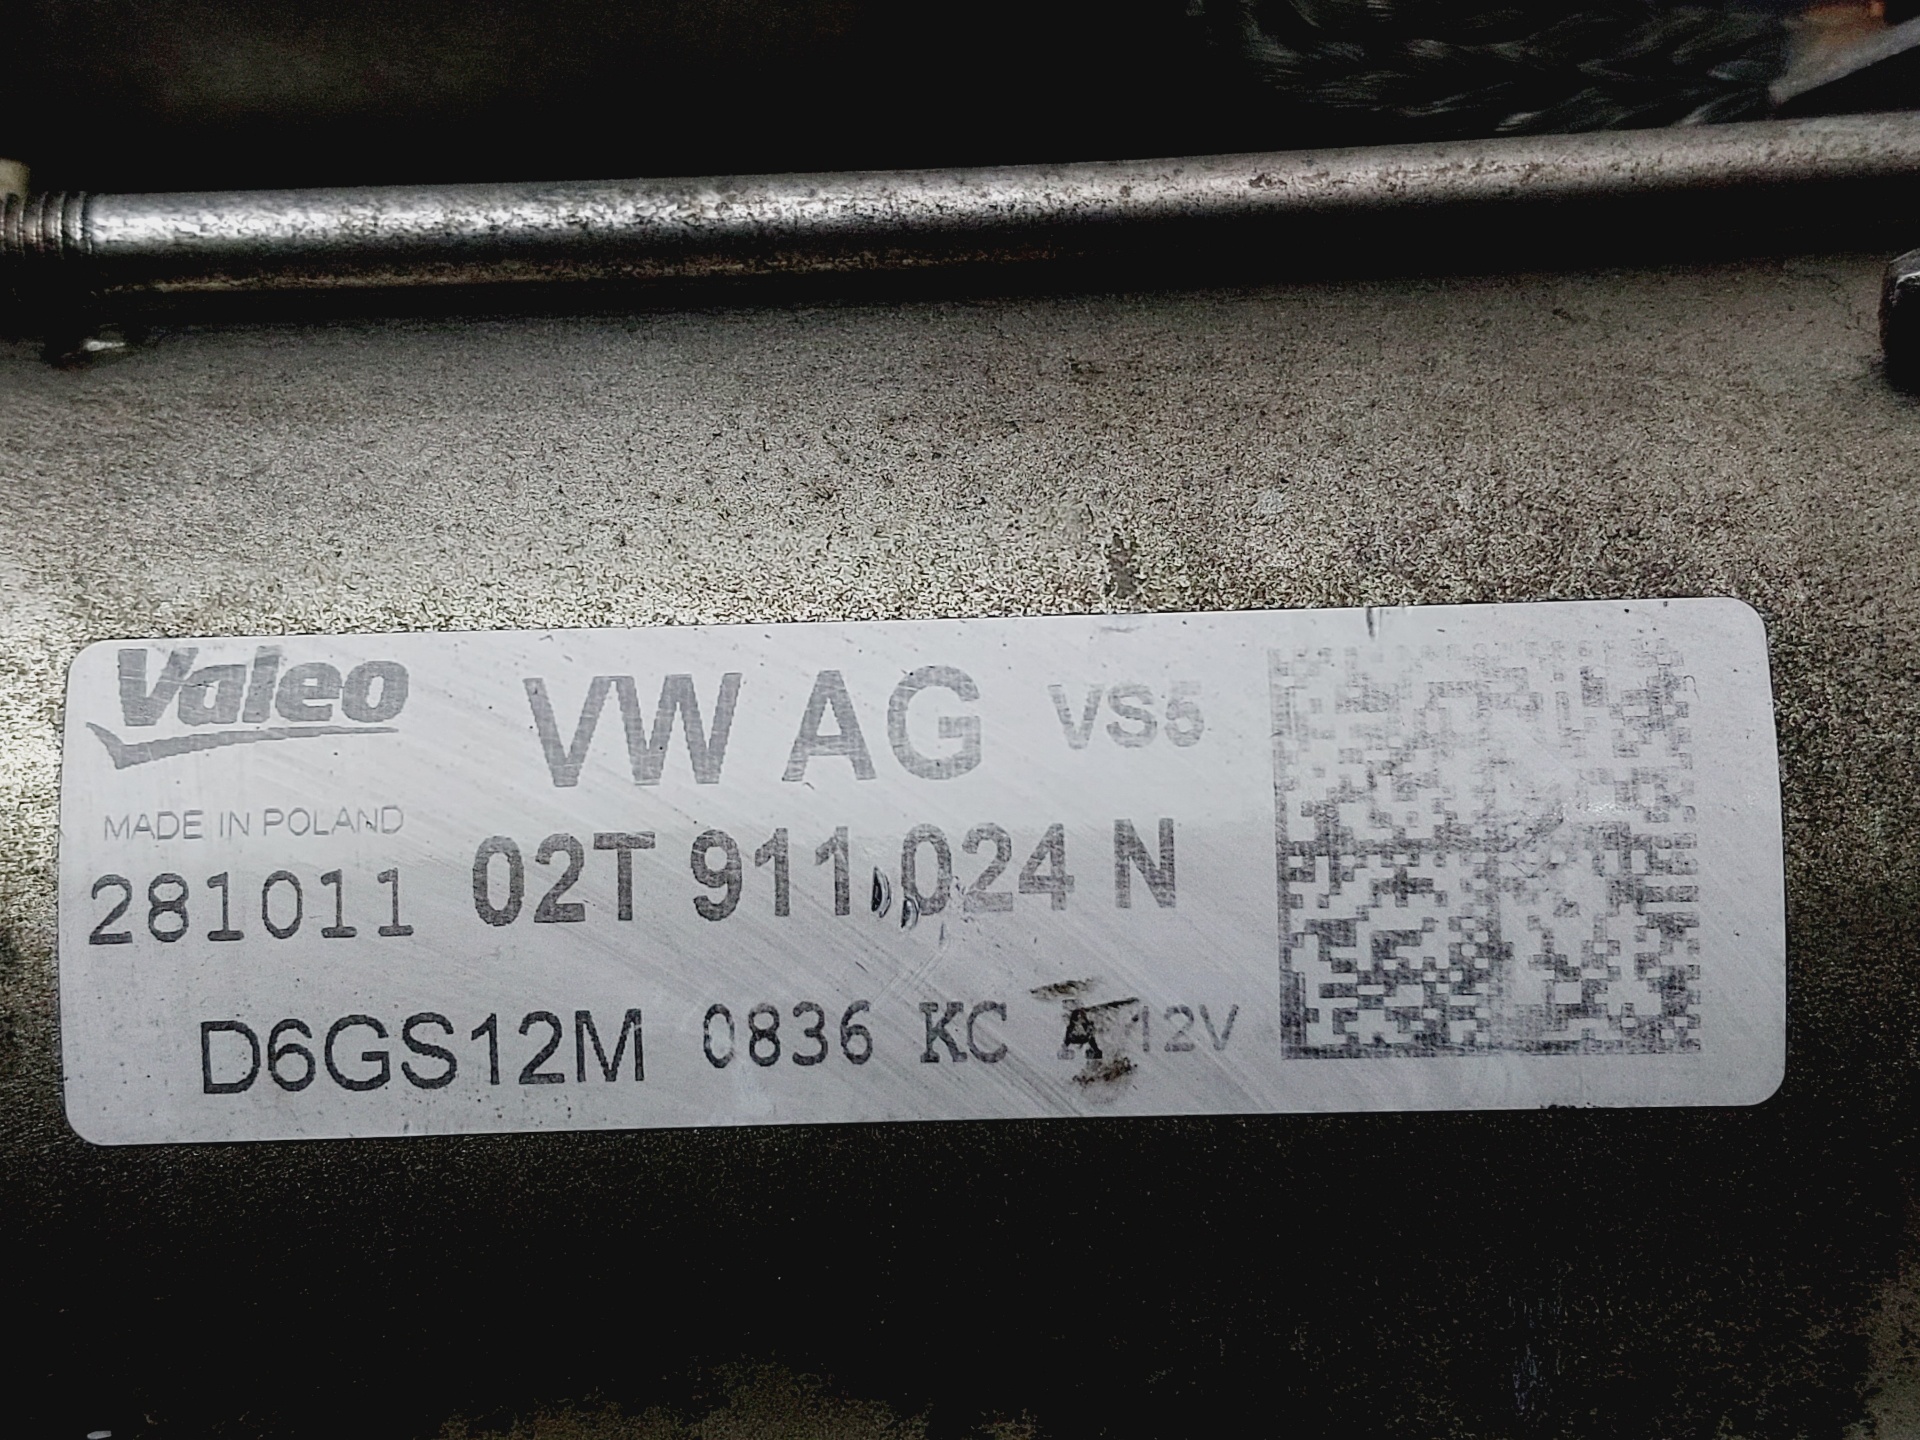 Valeo VW AG VS5
MADE IN POLAND
281011 02T 911 024 N
D6GS12M 0836 KC A 12V